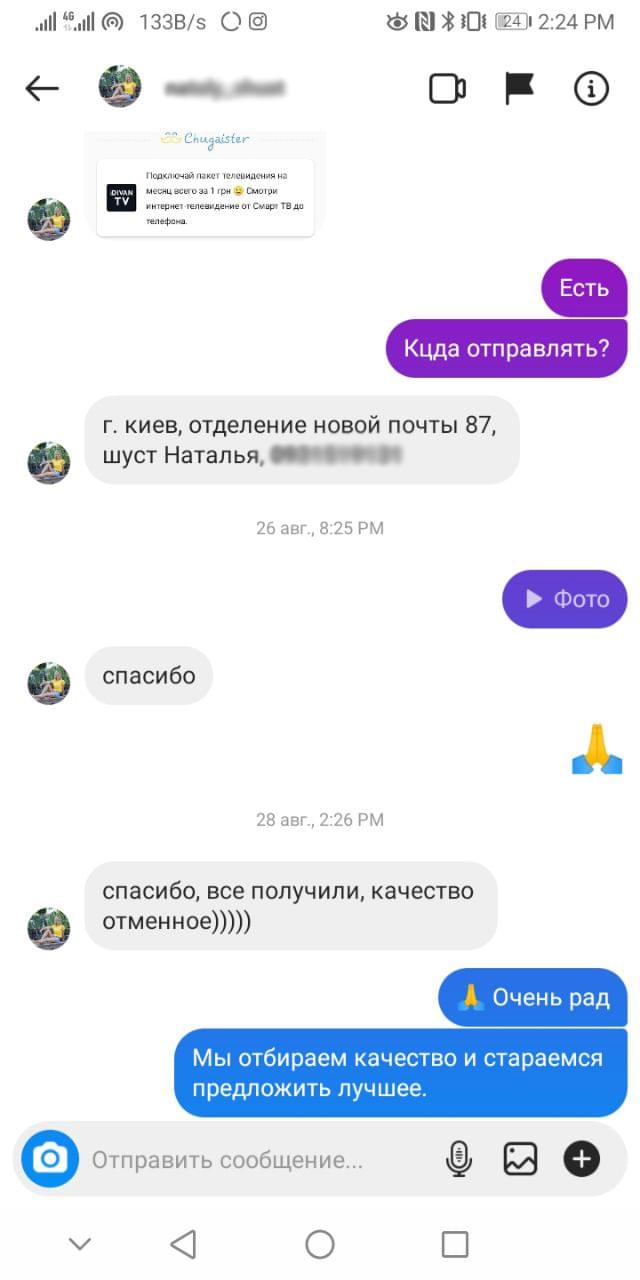 4G 133B/s 24 2:24 PM
Chugaister
DIVAN
TV
Подключай пакет телевидения на
месяц всего за 1 грн 😉 Смотри
интернет-телевидение от Смарт ТВ до
телефона.
Есть
Кцда отправлять?
г. киев, отделение новой почты 87,
шуст Наталья,
26 авг., 8:25 PM
Фото
спасибо
🙏
28 авг., 2:26 PM
спасибо, все получили, качество
отменное)))))
🙏 Очень рад
Мы отбираем качество и стараемся
предложить лучшее.
Отправить сообщение...